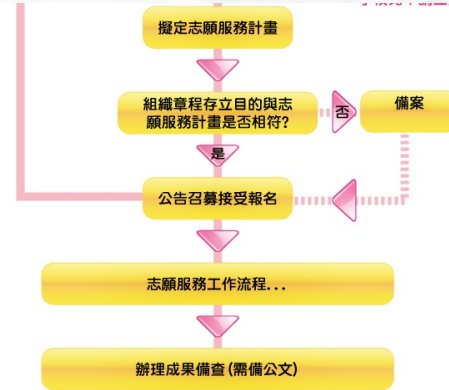 擬定志願服務計畫
組織章程存立目的與志
願服務計畫是否相符?
否
備案
是
公告召募接受報名
志願服務工作流程...
辦理成果備查(需備公文)